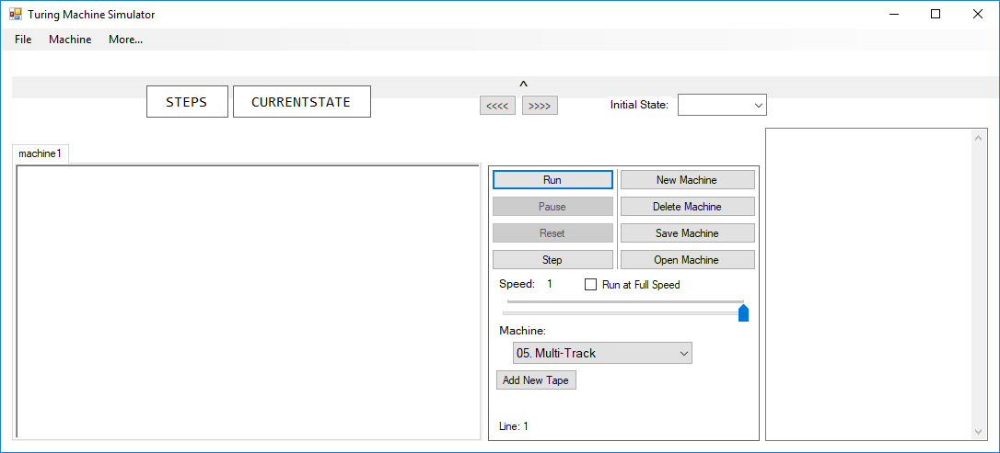 Turing Machine Simulator
File Machine More...
^
STEPS CURRENTSTATE <<<< >>>> Initial State:
machine1
Run New Machine
Pause Delete Machine
Reset Save Machine
Step Open Machine
Speed: 1 Run at Full Speed
Machine:
05. Multi-Track
Add New Tape
Line: 1